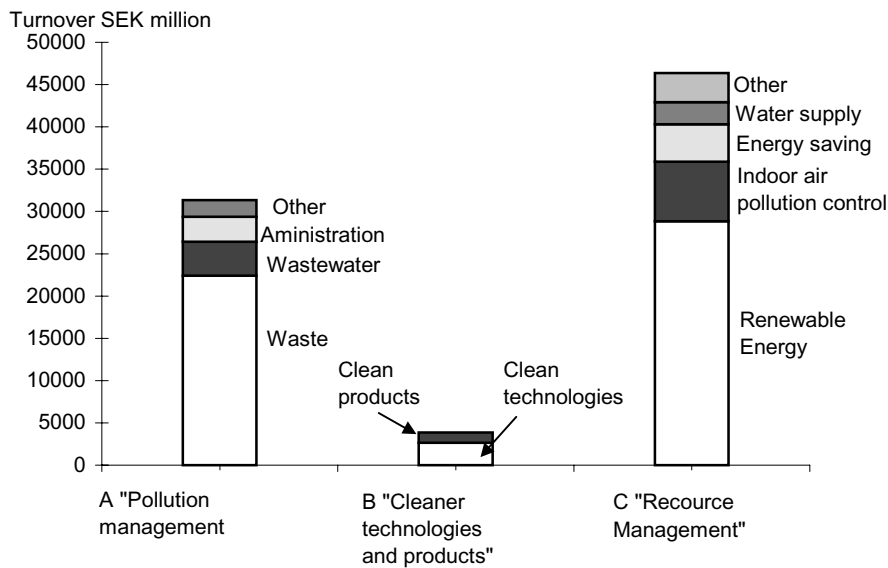 Turnover SEK million
50000
45000
40000
35000
30000
25000
20000
15000
10000
5000
0
Other
Aministration
Wastewater
Waste
Clean
products
Clean
technologies
Other
Water supply
Energy saving
Indoor air
pollution control
Renewable
Energy
A "Pollution
management
B "Cleaner
technologies
and products"
C "Recource
Management"